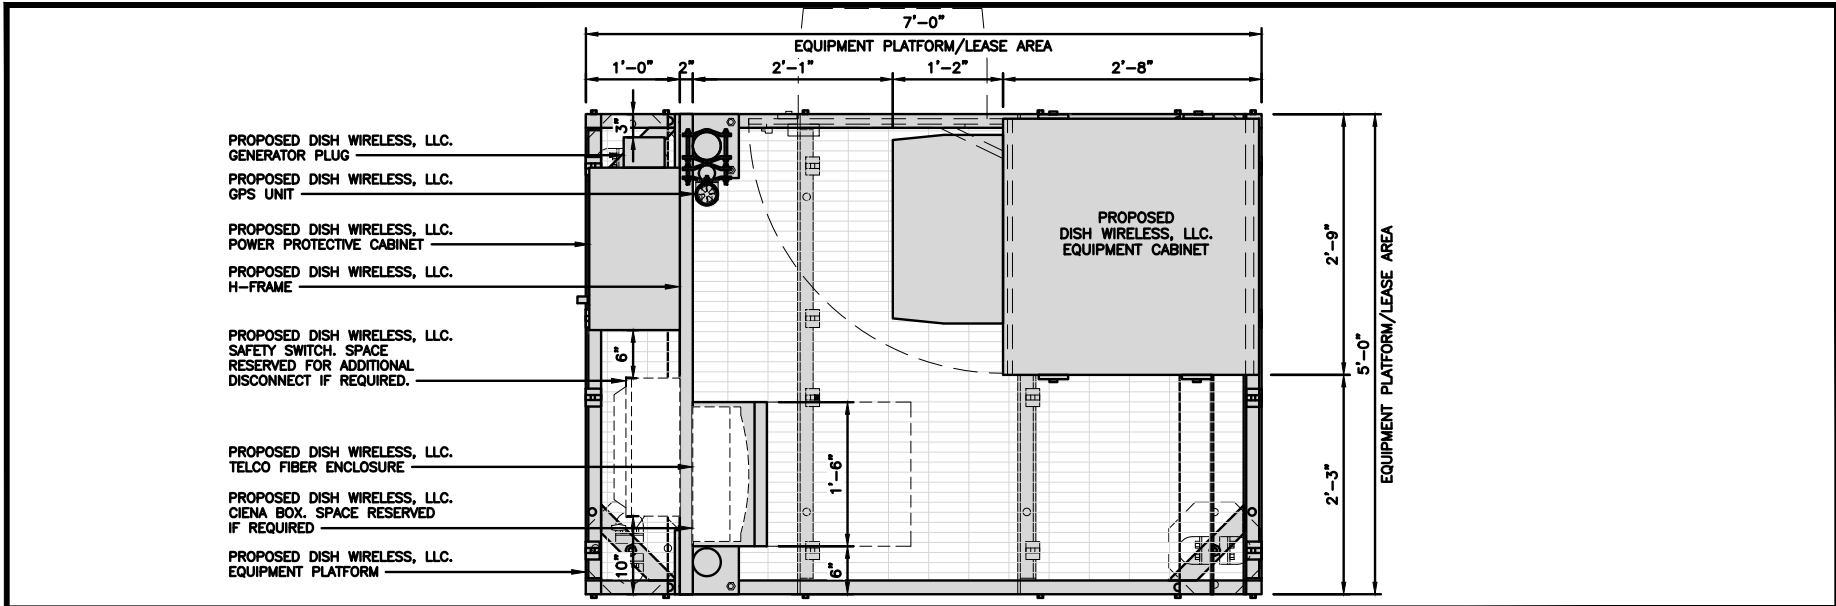 7'-0"
EQUIPMENT PLATFORM/LEASE AREA
1'-0"
2"
2'-1"
1'-2"
2'-8"
3"
PROPOSED DISH WIRELESS, LLC.
GENERATOR PLUG
PROPOSED DISH WIRELESS, LLC.
GPS UNIT
PROPOSED DISH WIRELESS, LLC.
POWER PROTECTIVE CABINET
PROPOSED DISH WIRELESS, LLC.
H-FRAME
PROPOSED DISH WIRELESS, LLC.
SAFETY SWITCH. SPACE
RESERVED FOR ADDITIONAL
DISCONNECT IF REQUIRED.
PROPOSED DISH WIRELESS, LLC.
TELCO FIBER ENCLOSURE
PROPOSED DISH WIRELESS, LLC.
CIENA BOX. SPACE RESERVED
IF REQUIRED
PROPOSED DISH WIRELESS, LLC.
EQUIPMENT PLATFORM
6"
10"
1'-6"
6"
PROPOSED
DISH WIRELESS, LLC.
EQUIPMENT CABINET
2'-9"
2'-3"
5'-0"
EQUIPMENT PLATFORM/LEASE AREA